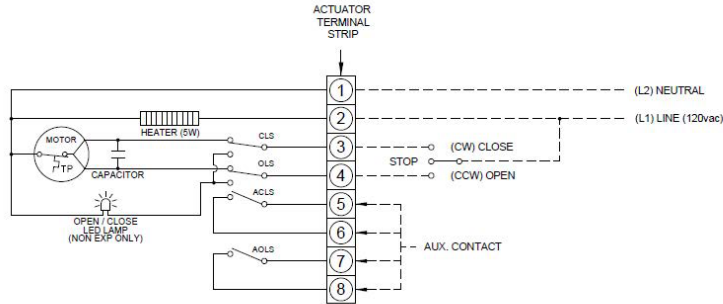 ACTUATOR
TERMINAL
STRIP
1
(L2) NEUTRAL
2
(L1) LINE (120vac)
HEATER (5W)
MOTOR
TP
CAPACITOR
CLS
3
(CW) CLOSE
STOP
OLS
4
(CCW) OPEN
ACLS
5
OPEN / CLOSE
LED LAMP
(NON EXP ONLY)
6
AUX. CONTACT
AOLS
7
8